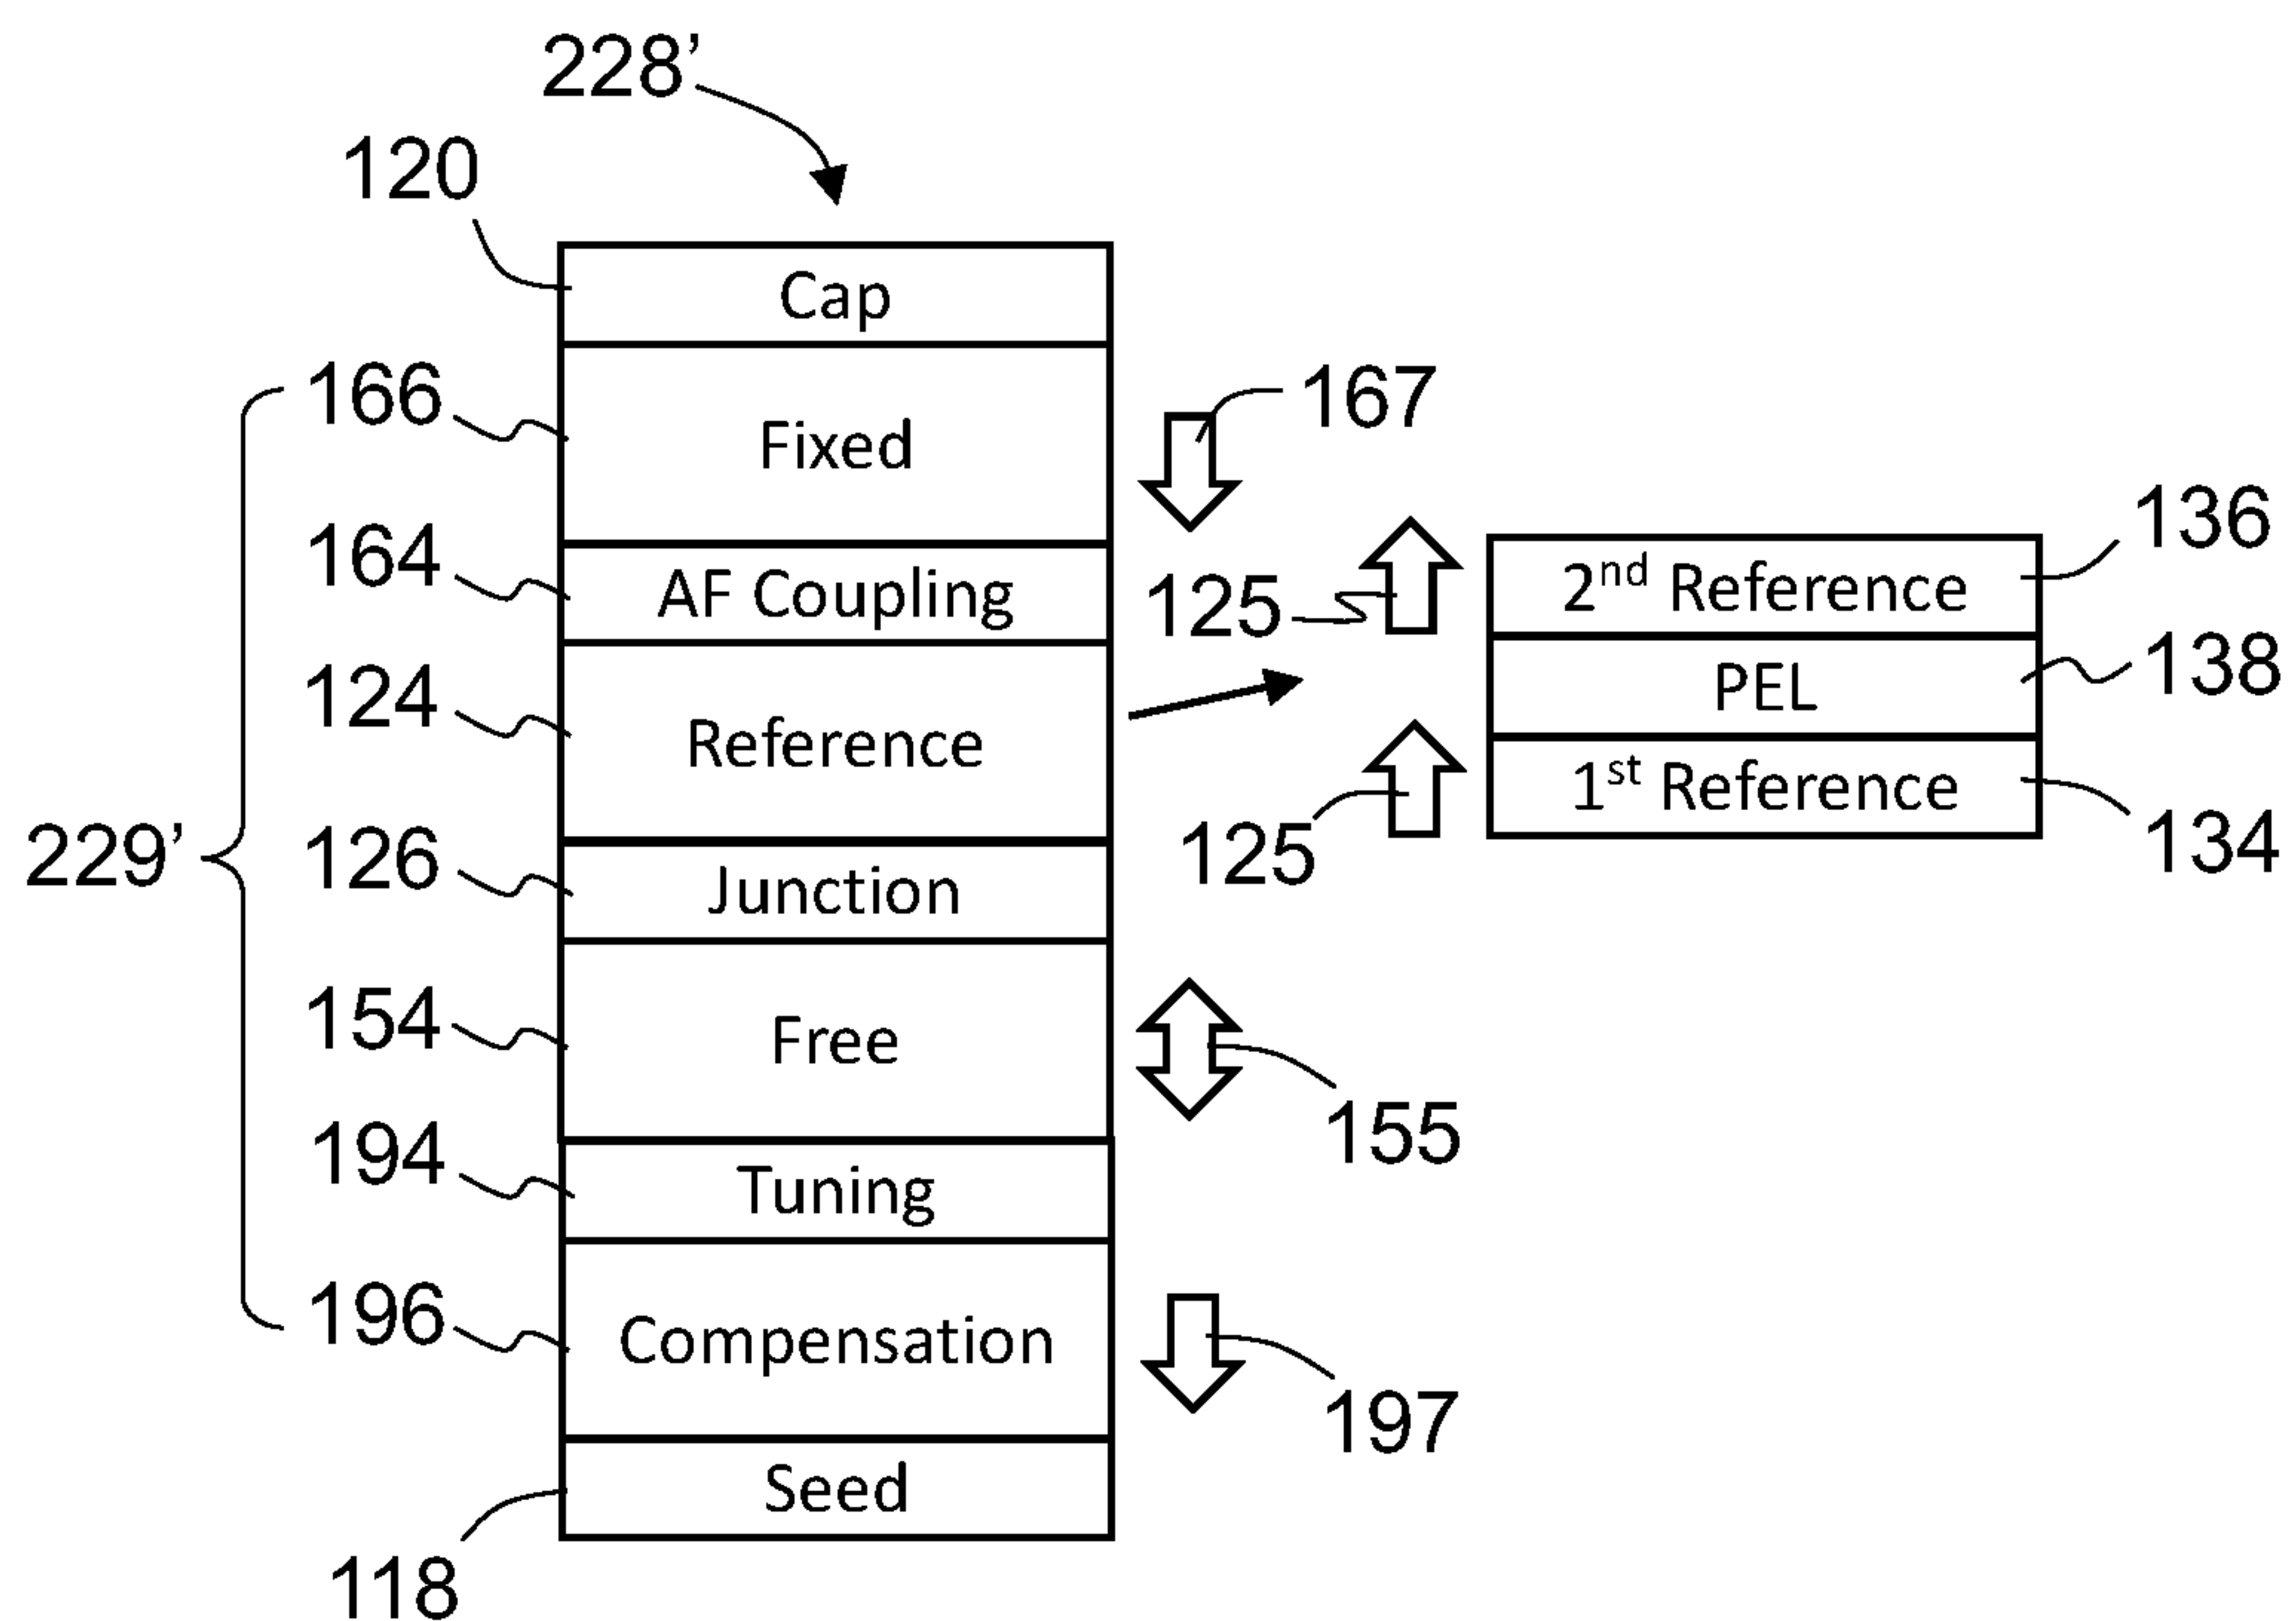 228’
120
Cap
166
Fixed
167
164
AF Coupling
125
2nd Reference
136
124
Reference
PEL
138
125
1st Reference
134
229’
126
Junction
154
Free
155
194
Tuning
196
Compensation
197
Seed
118